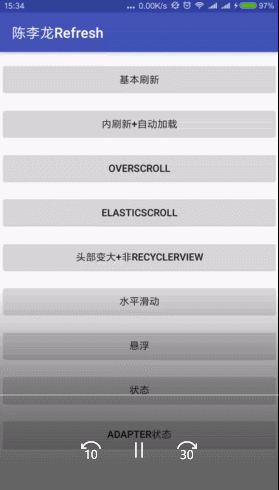 15:34
... 0.00K/s
97%
陈李龙Refresh
基本刷新
内刷新+自动加载
OVERSCROLL
ELASTICSCROLL
头部变大+非RECYCLERVIEW
水平滑动
悬浮
状态
ADAPTER状态
10
30